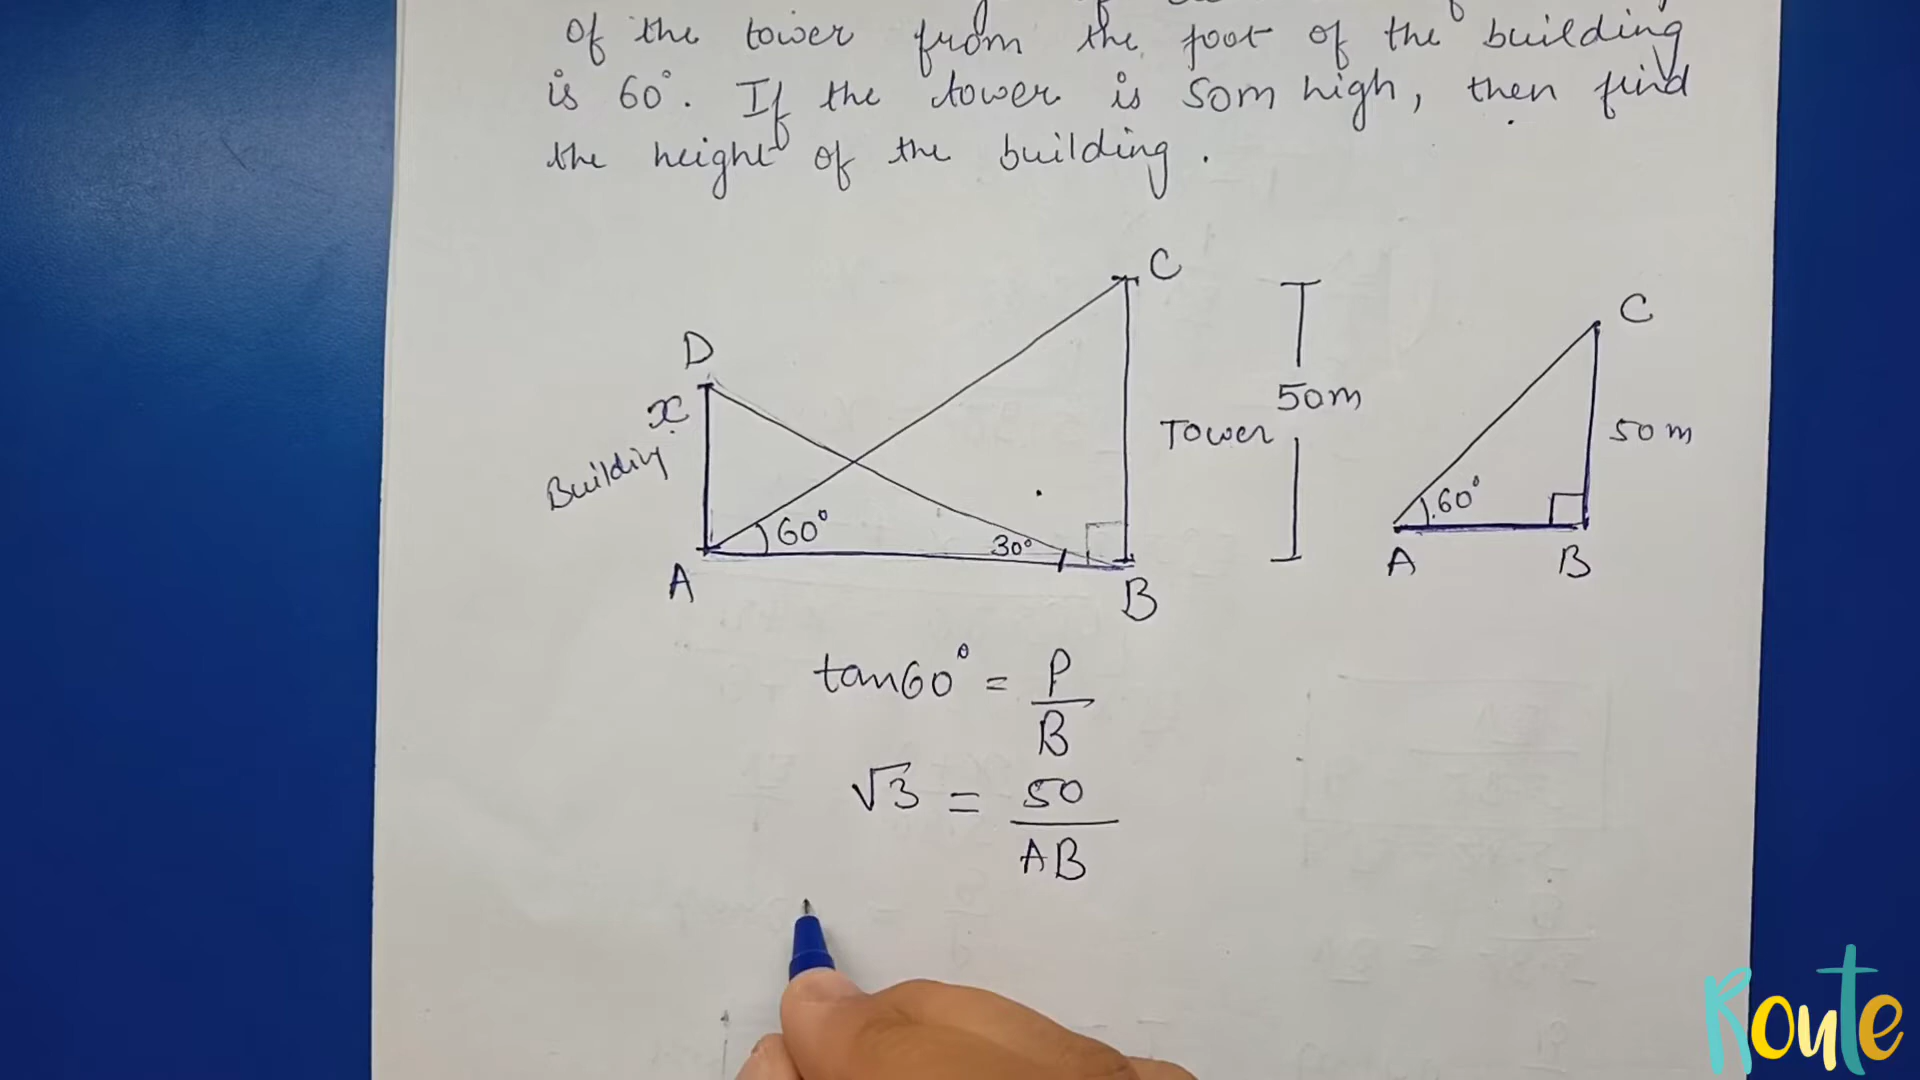 of the tower from the foot of the building
is 60°. If the tower is 50m high, then find
the height of the building.
C
D
x
Building
60°
30°
A
B
Tower
50m
C
50m
60°
A
B
tan60° = P
B
√3 = 50
AB
Route